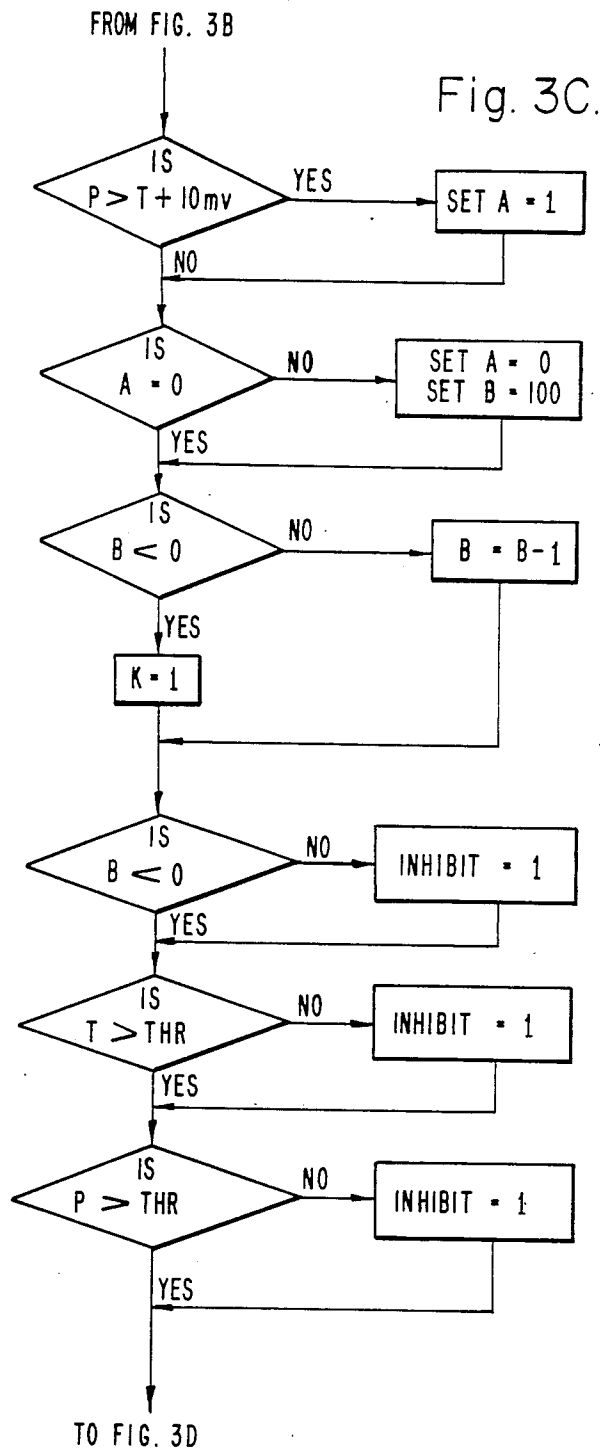 FROM FIG. 3B
Fig. 3C.
IS
P > T + 10mv
YES
SET A = 1
NO
IS
A = 0
NO
SET A = 0
SET B = 100
YES
IS
B < 0
NO
B = B-1
YES
K = 1
IS
B < 0
NO
INHIBIT = 1
YES
IS
T > THR
NO
INHIBIT = 1
YES
IS
P > THR
NO
INHIBIT = 1
YES
TO FIG. 3D